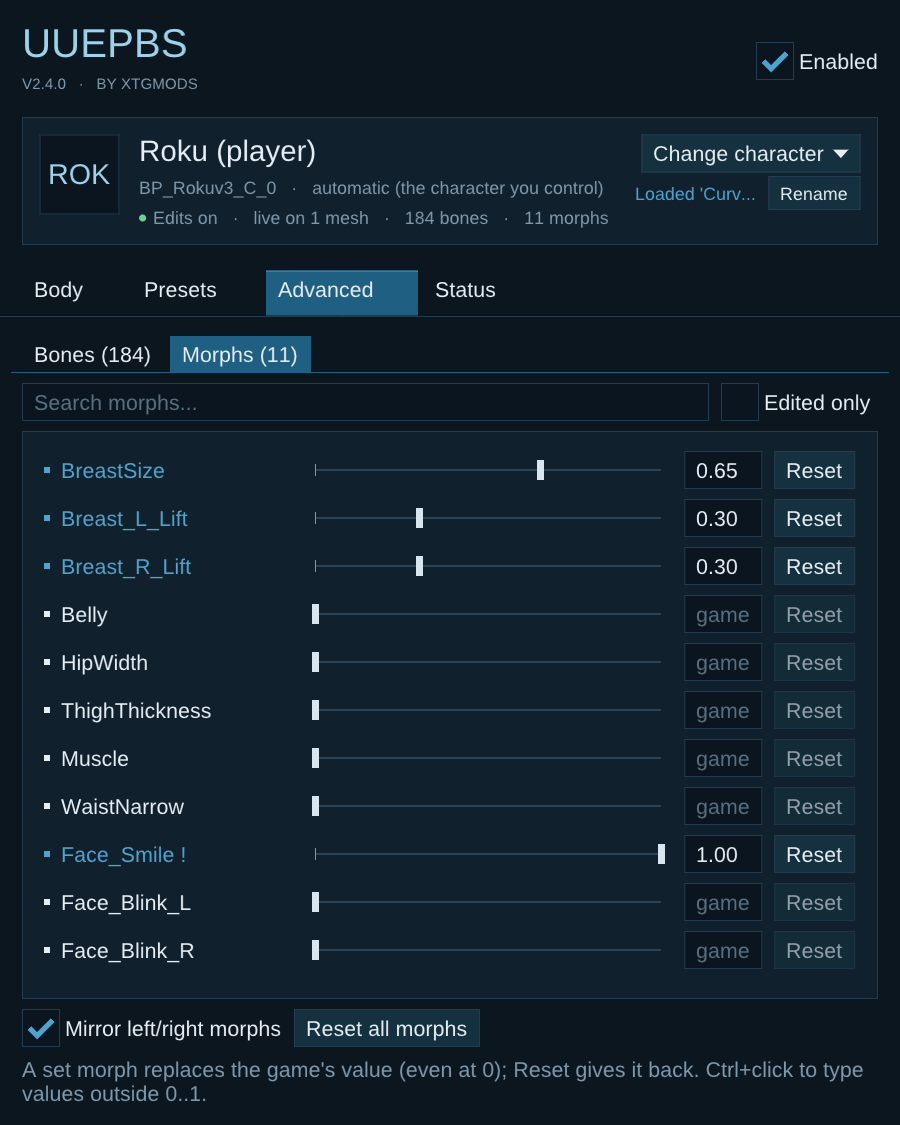 UUEPBS
V2.4.0 · BY XTGMODS
Enabled
ROK
Roku (player)
BP_Rokuv3_C_0 · automatic (the character you control)
Edits on · live on 1 mesh · 184 bones · 11 morphs
Change character
Loaded 'Curv...
Rename
Body Presets Advanced Status
Bones (184) Morphs (11)
Search morphs... Edited only
BreastSize 0.65 Reset
Breast_L_Lift 0.30 Reset
Breast_R_Lift 0.30 Reset
Belly game Reset
HipWidth game Reset
ThighThickness game Reset
Muscle game Reset
WaistNarrow game Reset
Face_Smile ! 1.00 Reset
Face_Blink_L game Reset
Face_Blink_R game Reset
Mirror left/right morphs Reset all morphs
A set morph replaces the game's value (even at 0); Reset gives it back. Ctrl+click to type
values outside 0..1.